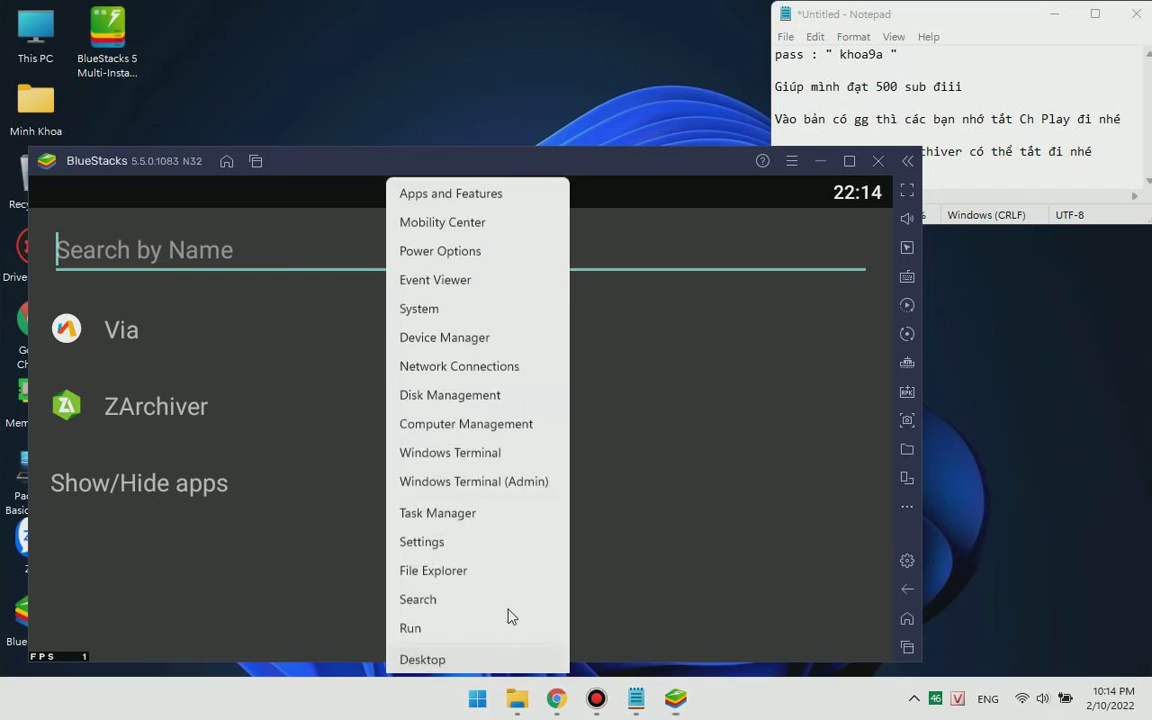 This PC
BlueStacks 5
Multi-Insta...
Minh Khoa
*Untitled - Notepad
File Edit Format View Help
pass : " khoa9a "
Giúp mình đạt 500 sub điii
Vào bản có gg thì các bạn nhớ tắt Ch Play đi nhé
chiver có thể tắt đi nhé
Windows (CRLF) UTF-8
BlueStacks 5.5.0.1083 N32
22:14
Search by Name
Via
ZArchiver
Show/Hide apps
FPS 1
Apps and Features
Mobility Center
Power Options
Event Viewer
System
Device Manager
Network Connections
Disk Management
Computer Management
Windows Terminal
Windows Terminal (Admin)
Task Manager
Settings
File Explorer
Search
Run
Desktop
46 V ENG
10:14 PM
2/10/2022